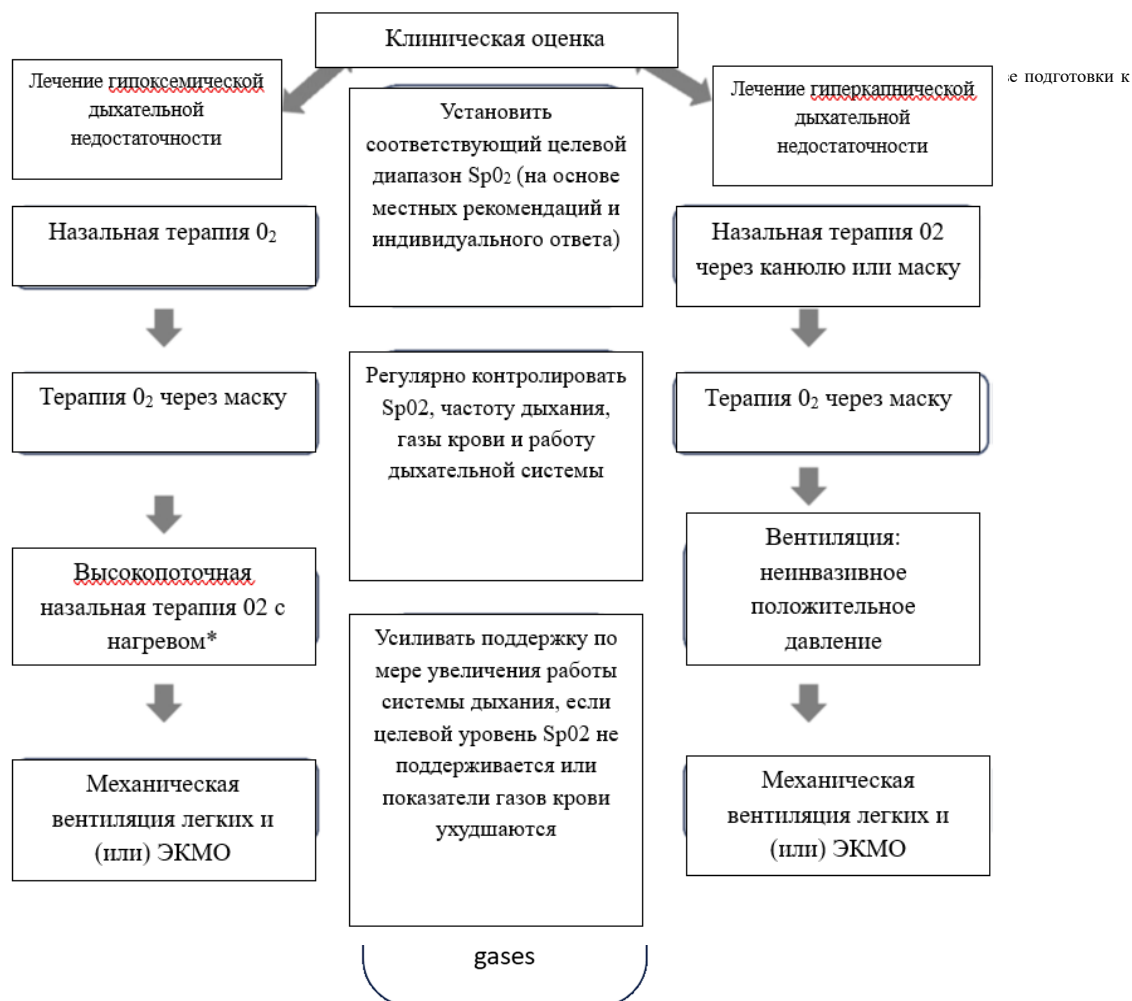 Клиническая оценка
Лечение гипоксемической
дыхательной
недостаточности
Установить
соответствующий целевой
диапазон Sp0₂ (на основе
местных рекомендаций и
индивидуального ответа)
Лечение гиперкапнической
дыхательной
недостаточности
подготовки к
Назальная терапия 0₂
Назальная терапия 02
через канюлю или маску
Терапия 0₂ через маску
Регулярно контролировать
Sp02, частоту дыхания,
газы крови и работу
дыхательной системы
Терапия 0₂ через маску
Высокопоточная
назальная терапия 02 с
нагревом*
Усиливать поддержку по
мере увеличения работы
системы дыхания, если
целевой уровень Sp02 не
поддерживается или
показатели газов крови
ухудшаются
Вентиляция:
неинвазивное
положительное
давление
Механическая
вентиляция легких и
(или) ЭКМО
Механическая
вентиляция легких и
(или) ЭКМО
gases